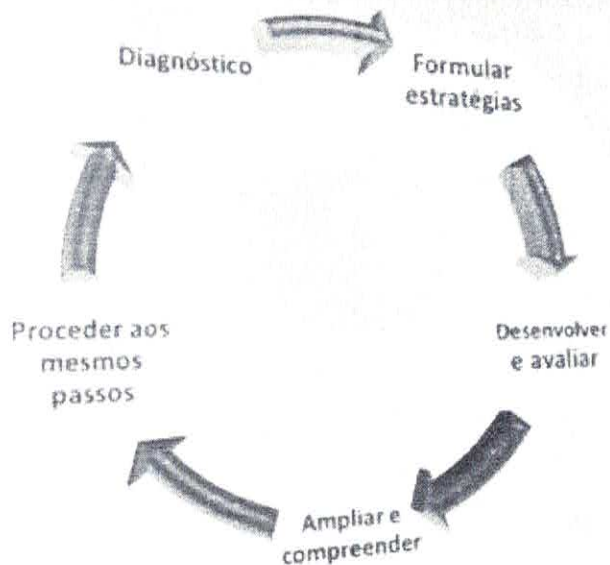 Diagnóstico
Formular
estratégias
Desenvolver
e avaliar
Ampliar e
compreender
Proceder aos
mesmos
passos